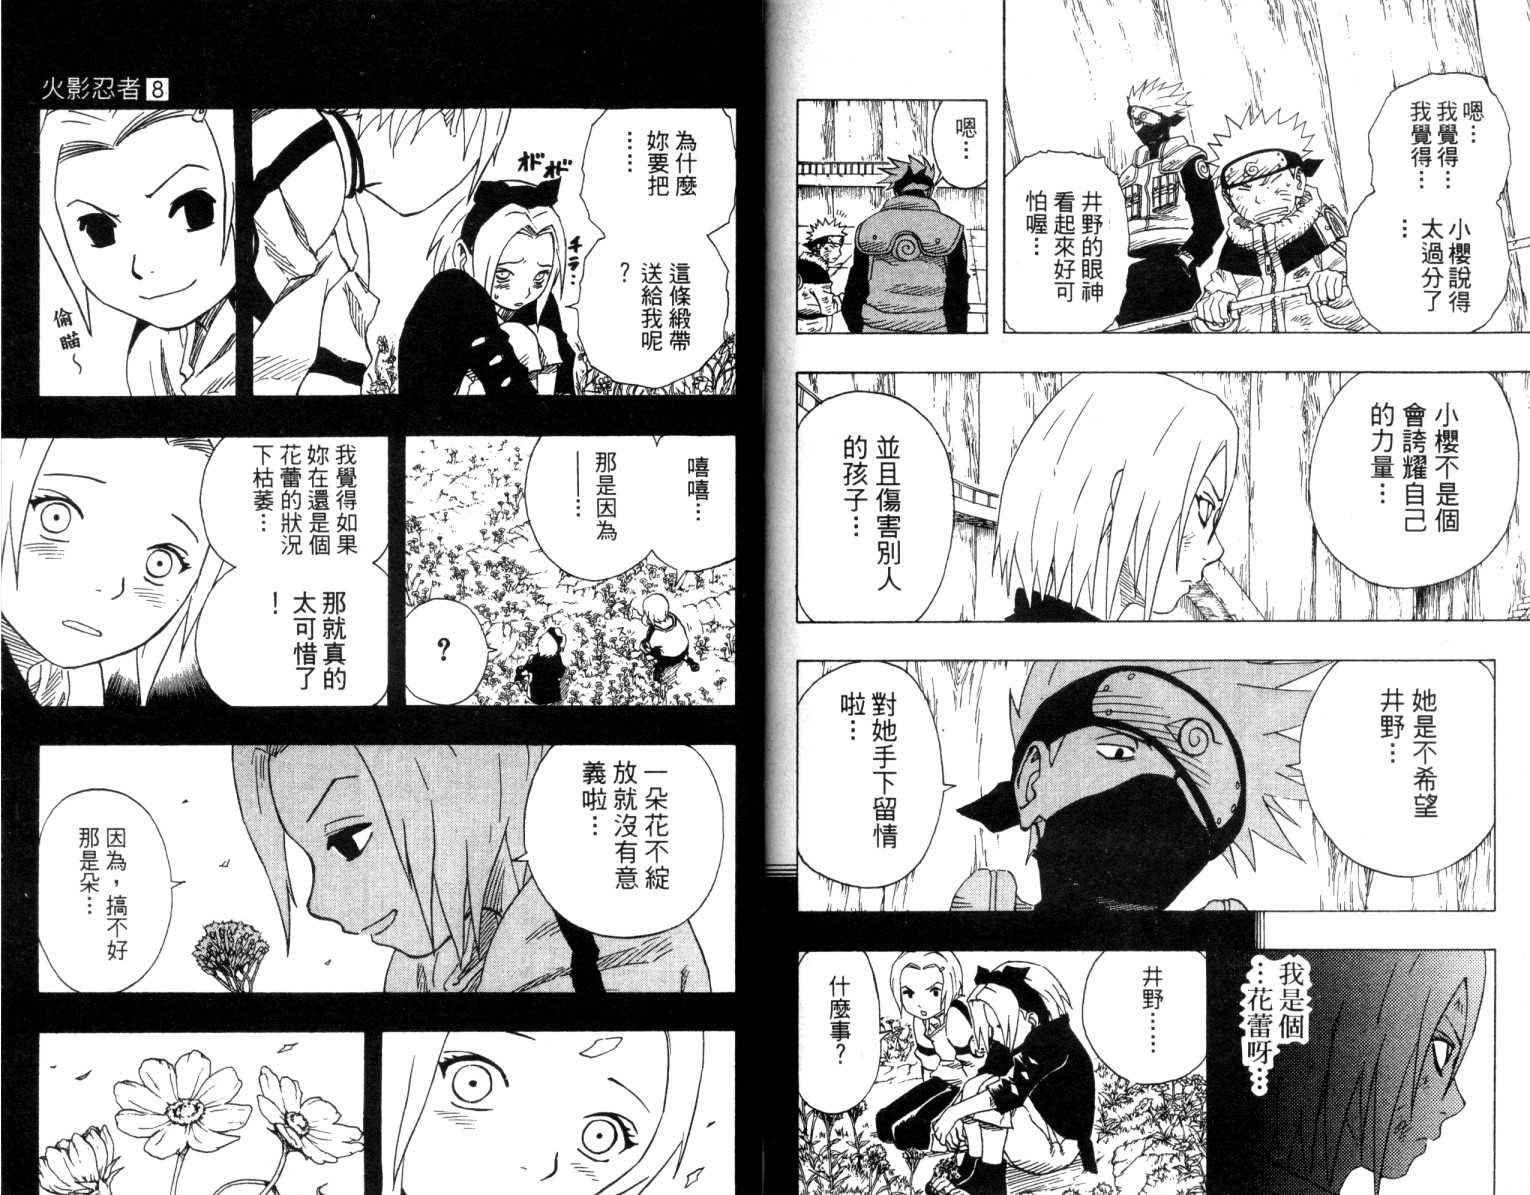 嗯…
我覺得…
我覺得…
小櫻說得
太過分了
…
井野的眼神
看起來好可
怕喔…
嗯…
小櫻不是個
會誇耀自己
的力量…
並且傷害別人
的孩子…
她是不希望
井野…
對她手下留情
啦…
我是個
…花蕾呀…
井野……
什麼事？
火影忍者8
為什麼
妳要把
……
這條緞帶
送給我呢
？
オドオド
チラ…
偷瞄～
嘻嘻…
那是因為
——……
？
我覺得如果
妳在還是個
花蕾的狀況
下枯萎…
那就真的
太可惜了
！
一朵花不綻
放就沒有意
義啦…
因為，搞不好
那是朵…